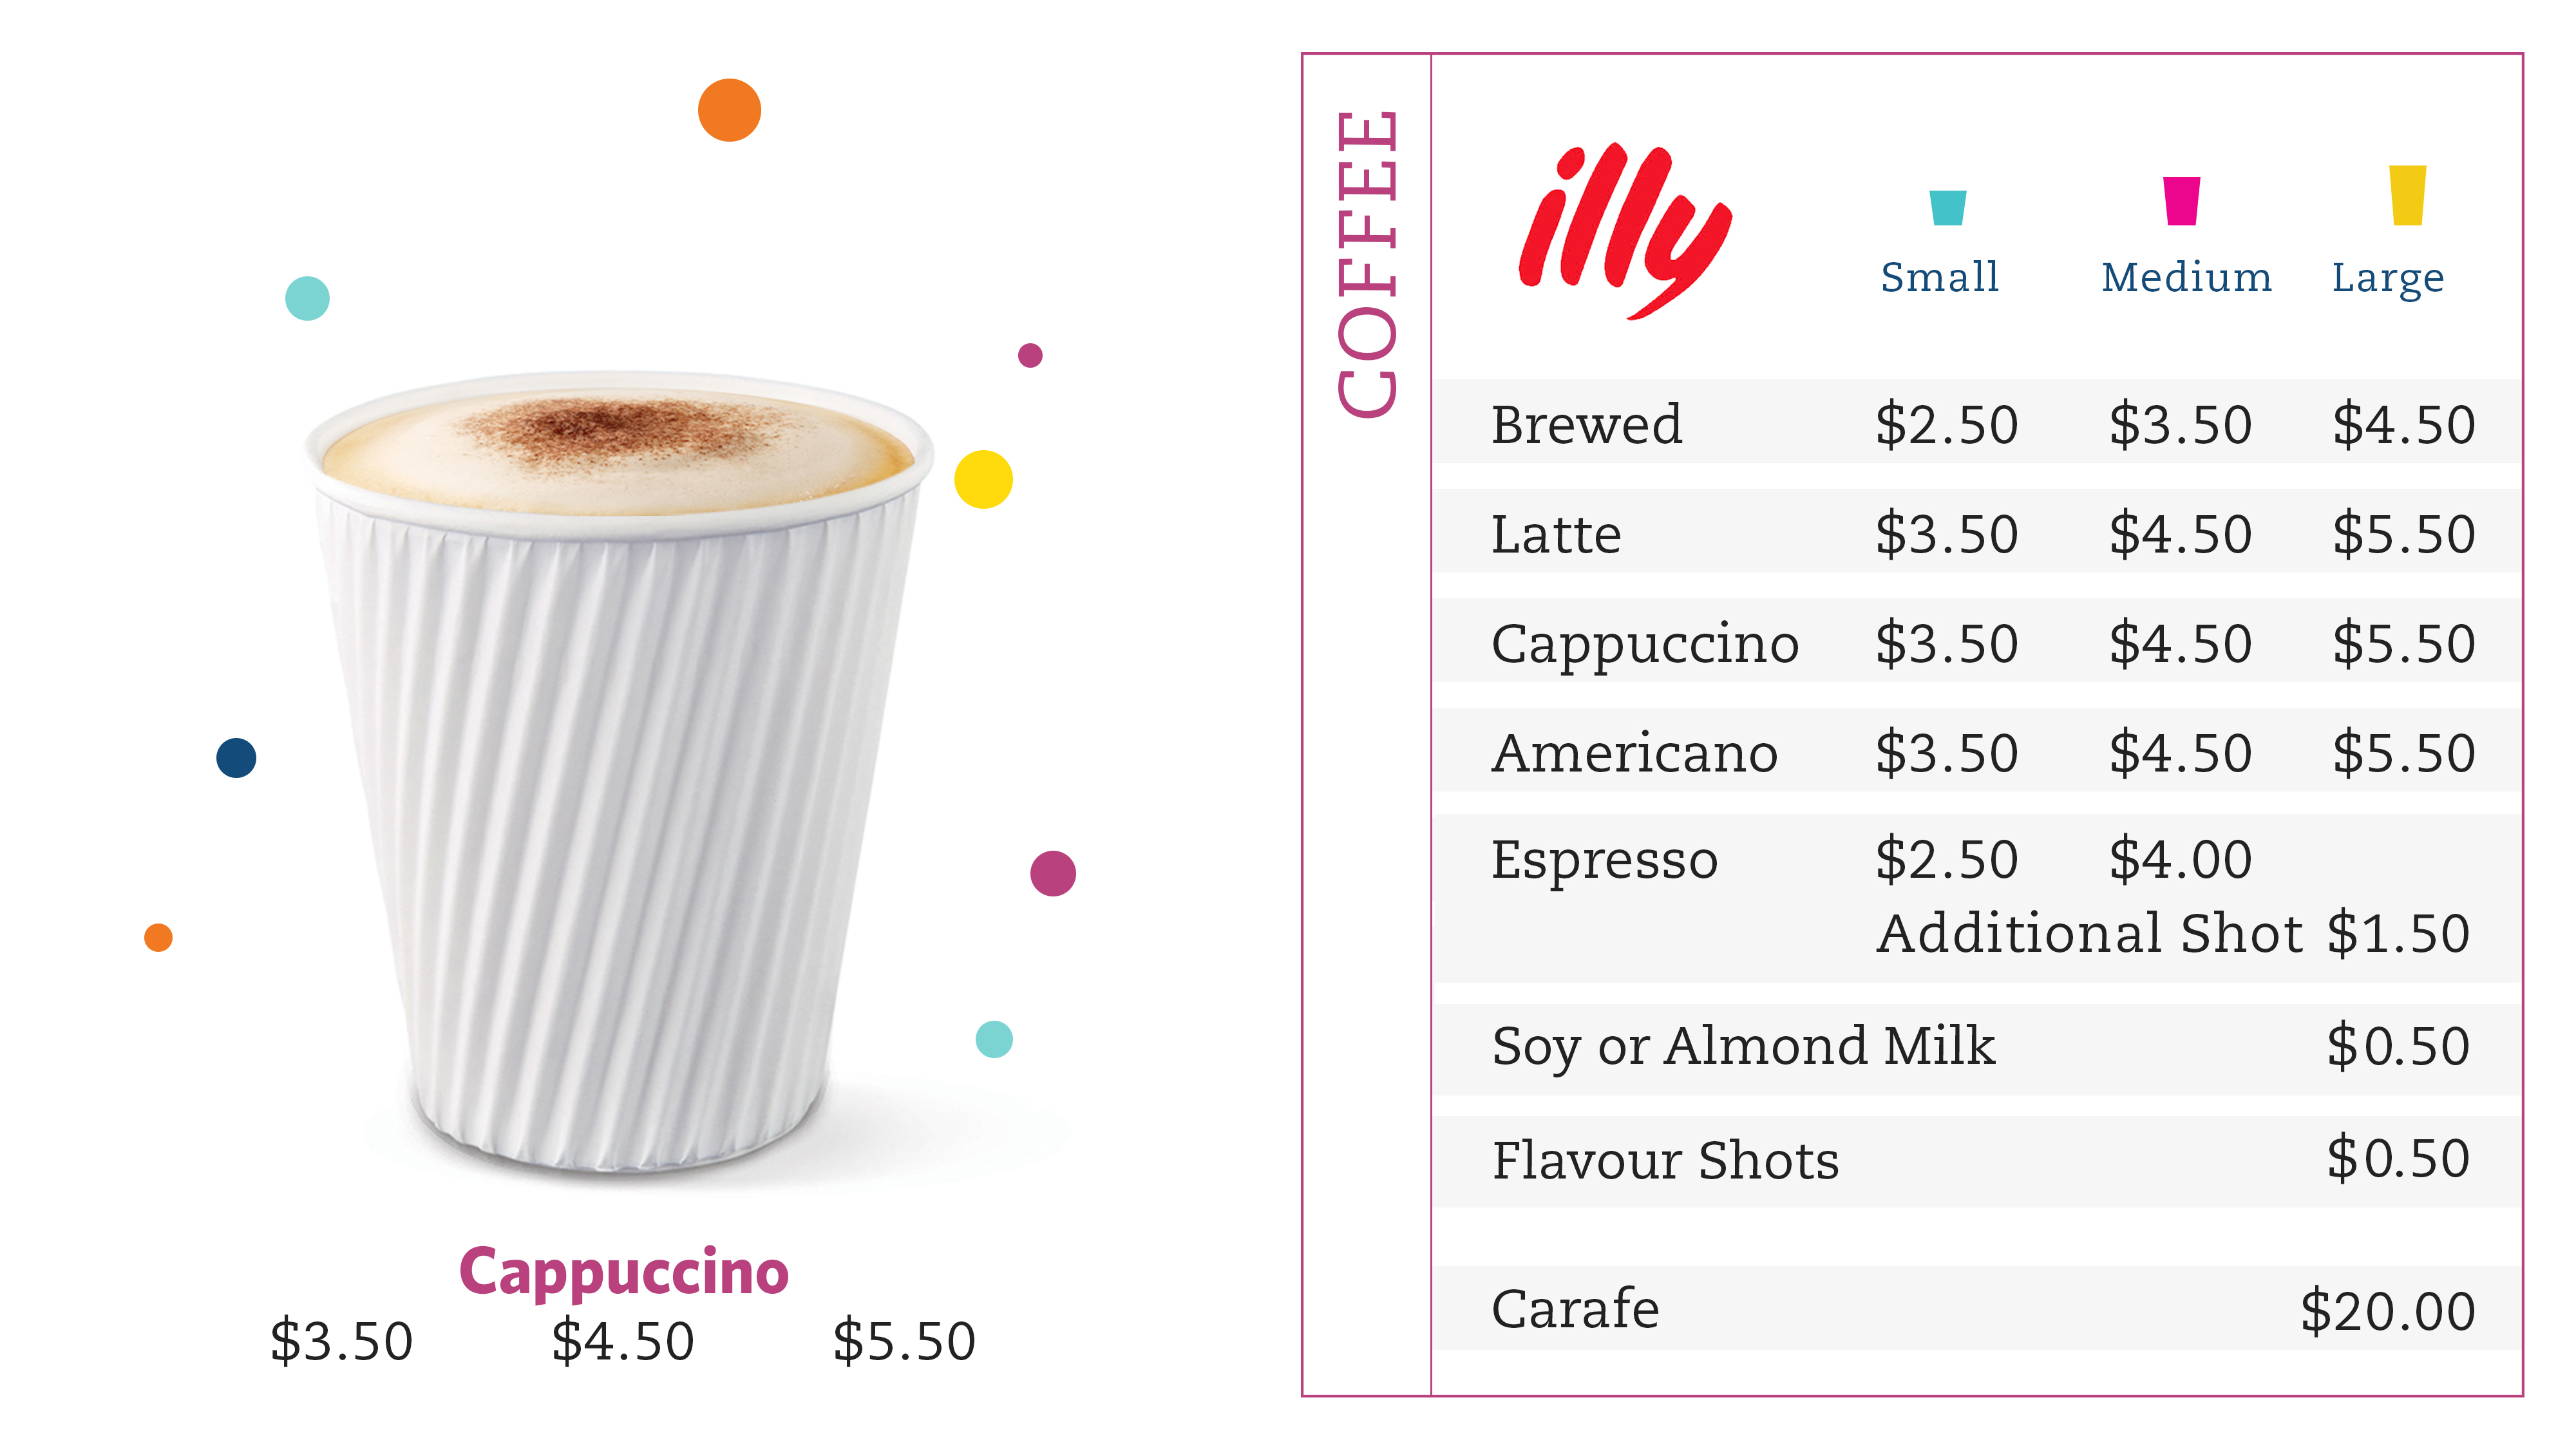 Cappuccino
$3.50 $4.50 $5.50
COFFEE
illy
Small Medium Large
Brewed $2.50 $3.50 $4.50
Latte $3.50 $4.50 $5.50
Cappuccino $3.50 $4.50 $5.50
Americano $3.50 $4.50 $5.50
Espresso $2.50 $4.00
Additional Shot $1.50
Soy or Almond Milk $0.50
Flavour Shots $0.50
Carafe $20.00